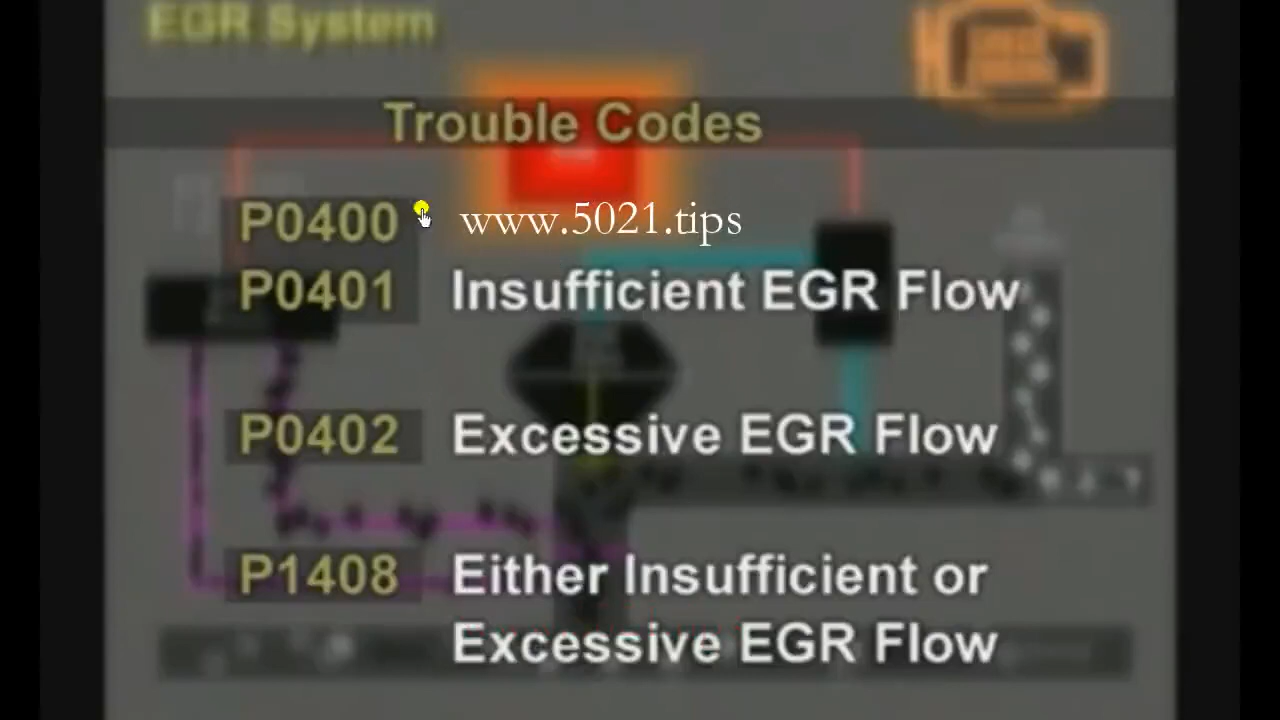 EGR System
Trouble Codes
P0400 www.5021.tips
P0401 Insufficient EGR Flow
P0402 Excessive EGR Flow
P1408 Either Insufficient or
Excessive EGR Flow